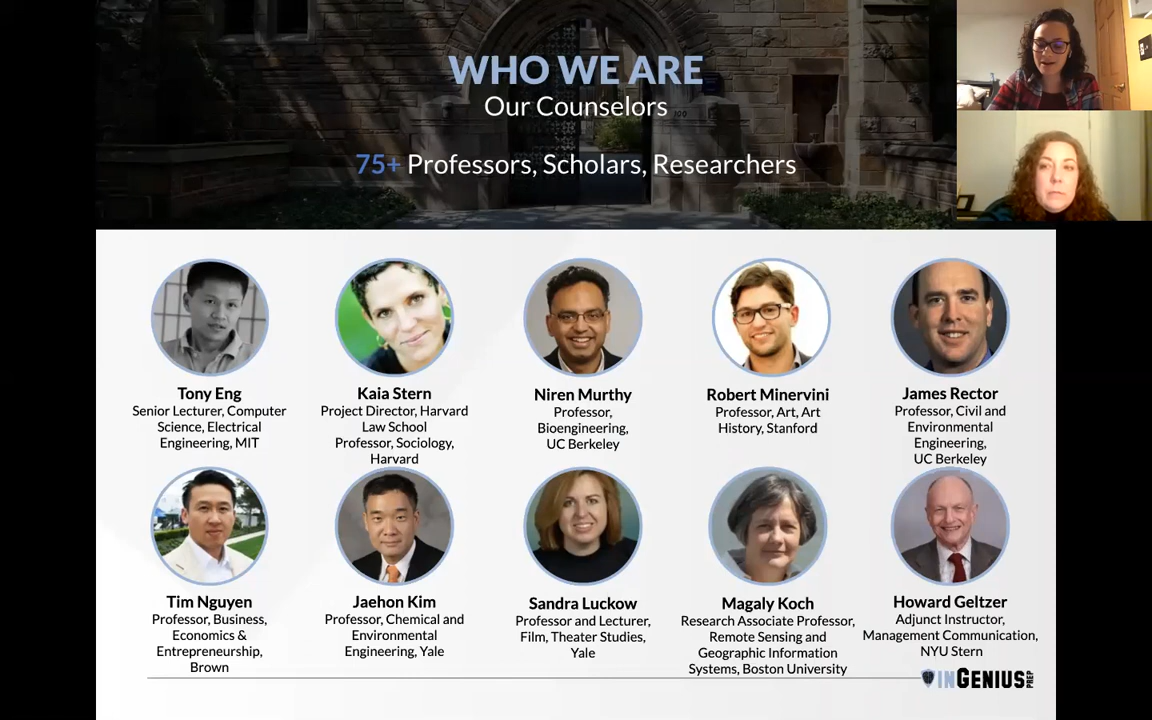 WHO WE ARE
Our Counselors
75+ Professors, Scholars, Researchers
Tony Eng
Senior Lecturer, Computer
Science, Electrical
Engineering, MIT
Kaia Stern
Project Director, Harvard
Law School
Professor, Sociology,
Harvard
Niren Murthy
Professor,
Bioengineering,
UC Berkeley
Robert Minervini
Professor, Art, Art
History, Stanford
James Rector
Professor, Civil and
Environmental
Engineering,
UC Berkeley
Tim Nguyen
Professor, Business,
Economics &
Entrepreneurship,
Brown
Jaehon Kim
Professor, Chemical and
Environmental
Engineering, Yale
Sandra Luckow
Professor and Lecturer,
Film, Theater Studies,
Yale
Magaly Koch
Research Associate Professor,
Remote Sensing and
Geographic Information
Systems, Boston University
Howard Geltzer
Adjunct Instructor,
Management Communication,
NYU Stern
INGENIUS PREP